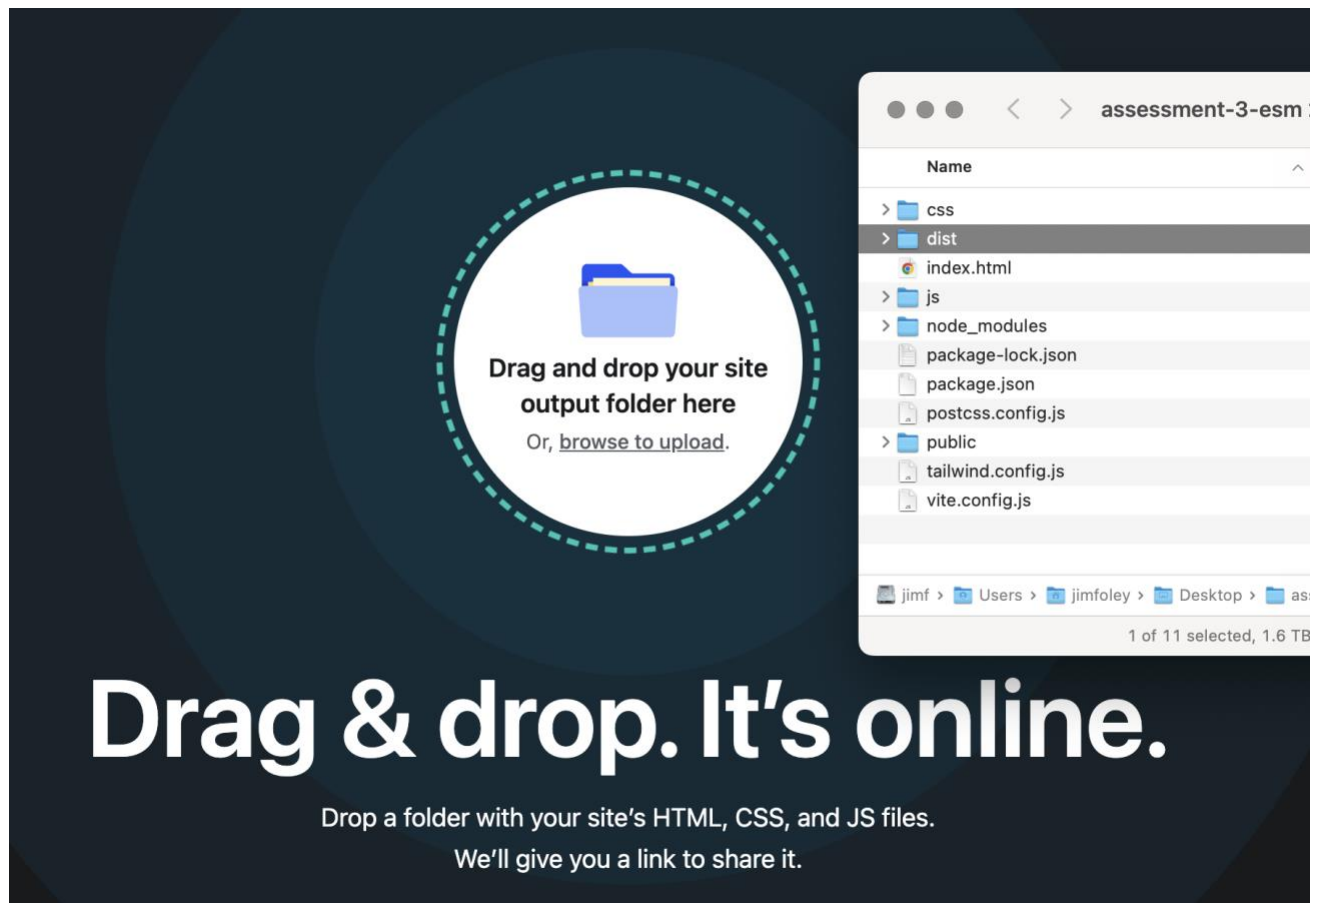 Drag and drop your site
output folder here
Or, browse to upload.
assessment-3-esm
Name
css
dist
index.html
js
node_modules
package-lock.json
package.json
postcss.config.js
public
tailwind.config.js
vite.config.js
jimf › Users › jimfoley › Desktop ›
1 of 11 selected, 1.6 TB
Drag & drop. It’s online.
Drop a folder with your site’s HTML, CSS, and JS files.
We’ll give you a link to share it.